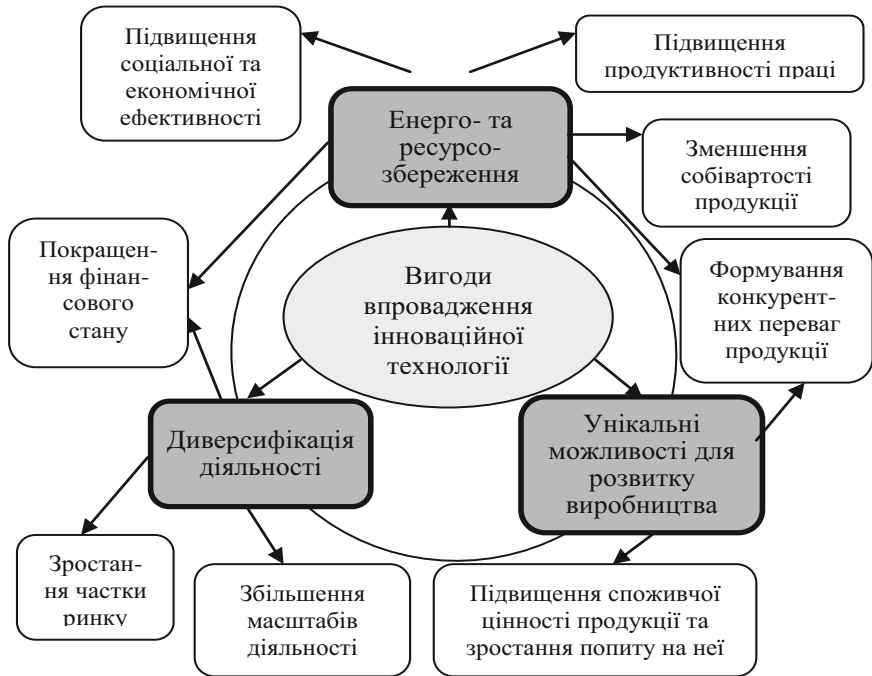 Підвищення
соціальної та
економічної
ефективності
Підвищення
продуктивності праці
Енерго- та
ресурсо-
збереження
Зменшення
собівартості
продукції
Покращен-
ня фінан-
сового
стану
Вигоди
впровадження
інноваційної
технології
Формування
конкурент-
них переваг
продукції
Диверсифікація
діяльності
Унікальні
можливості для
розвитку
виробництва
Зростан-
ня частки
ринку
Збільшення
масштабів
діяльності
Підвищення споживчої
цінності продукції та
зростання попиту на неї